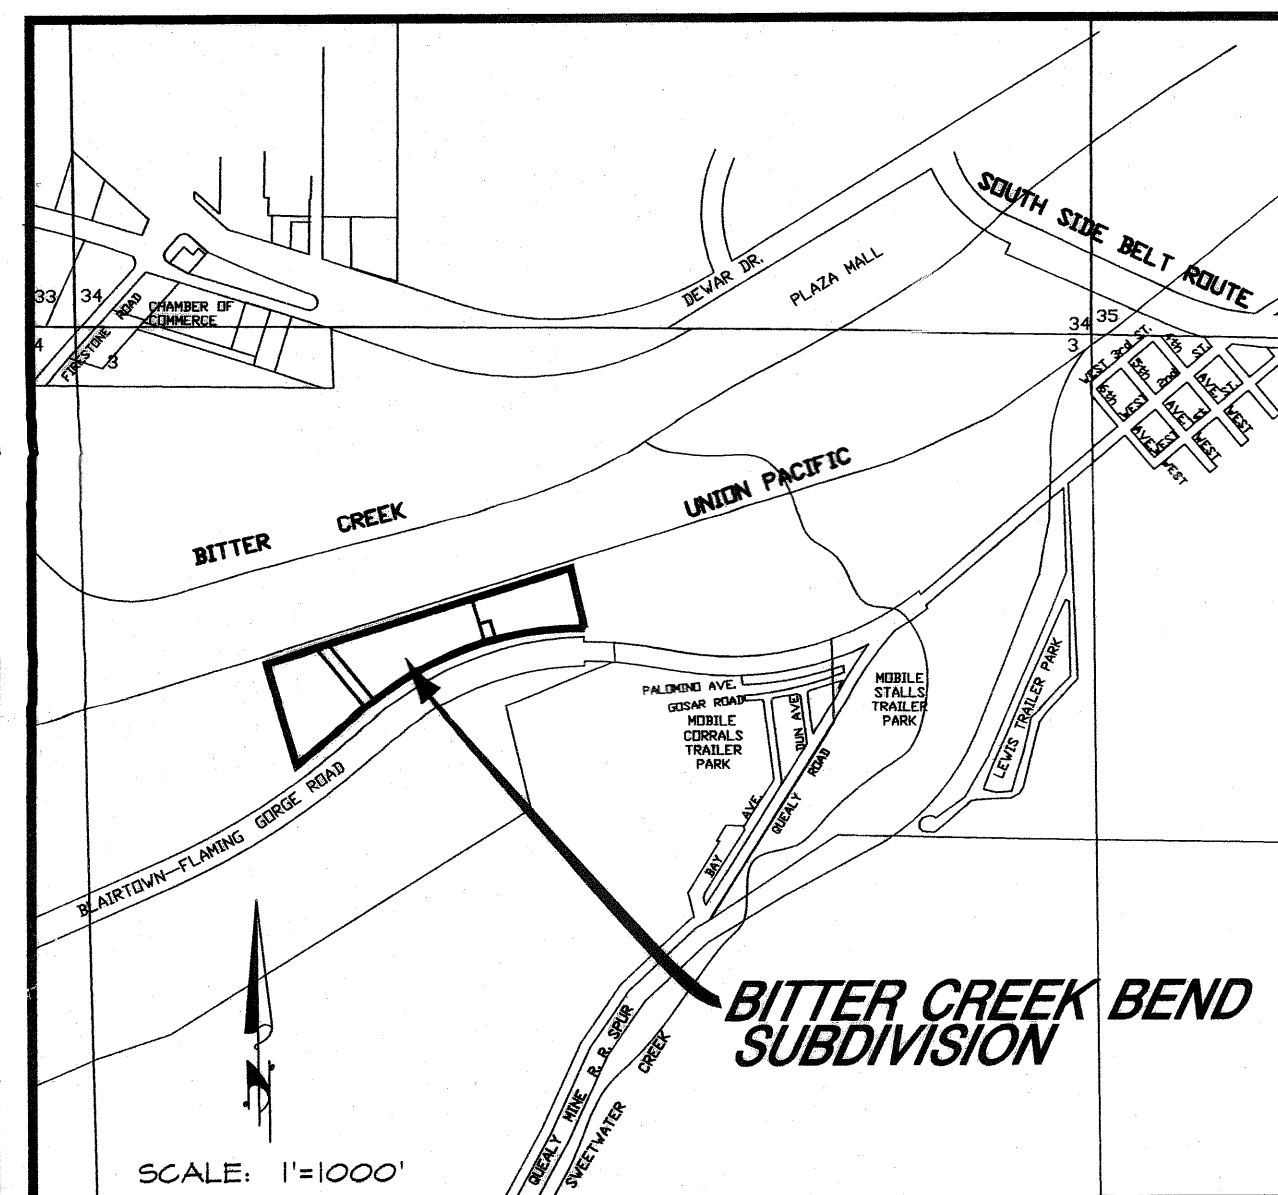 SOUTH SIDE BELT ROUTE
DEWAR DR.
PLAZA MALL
33 34
CHAMBER OF
COMMERCE
FIRESTONE ROAD
4
3
34 35
3
WEST 3rd ST.
4th ST.
5th 2nd AVE. ST.
6th WEST AVE. 1st WEST
AVE. WEST WEST
WEST
UNION PACIFIC
BITTER CREEK
PALOMINO AVE.
GOSAR ROAD
MOBILE
CORRALS
TRAILER
PARK
DUN AVE.
MOBILE
STALLS
TRAILER
PARK
LEWIS TRAILER PARK
QUEALY ROAD
BAY AVE.
BLAIRTOWN-FLAMING GORGE ROAD
BITTER CREEK BEND
SUBDIVISION
QUEALY MINE R.R. SPUR
SWEETWATER CREEK
N
SCALE: 1'=1000'